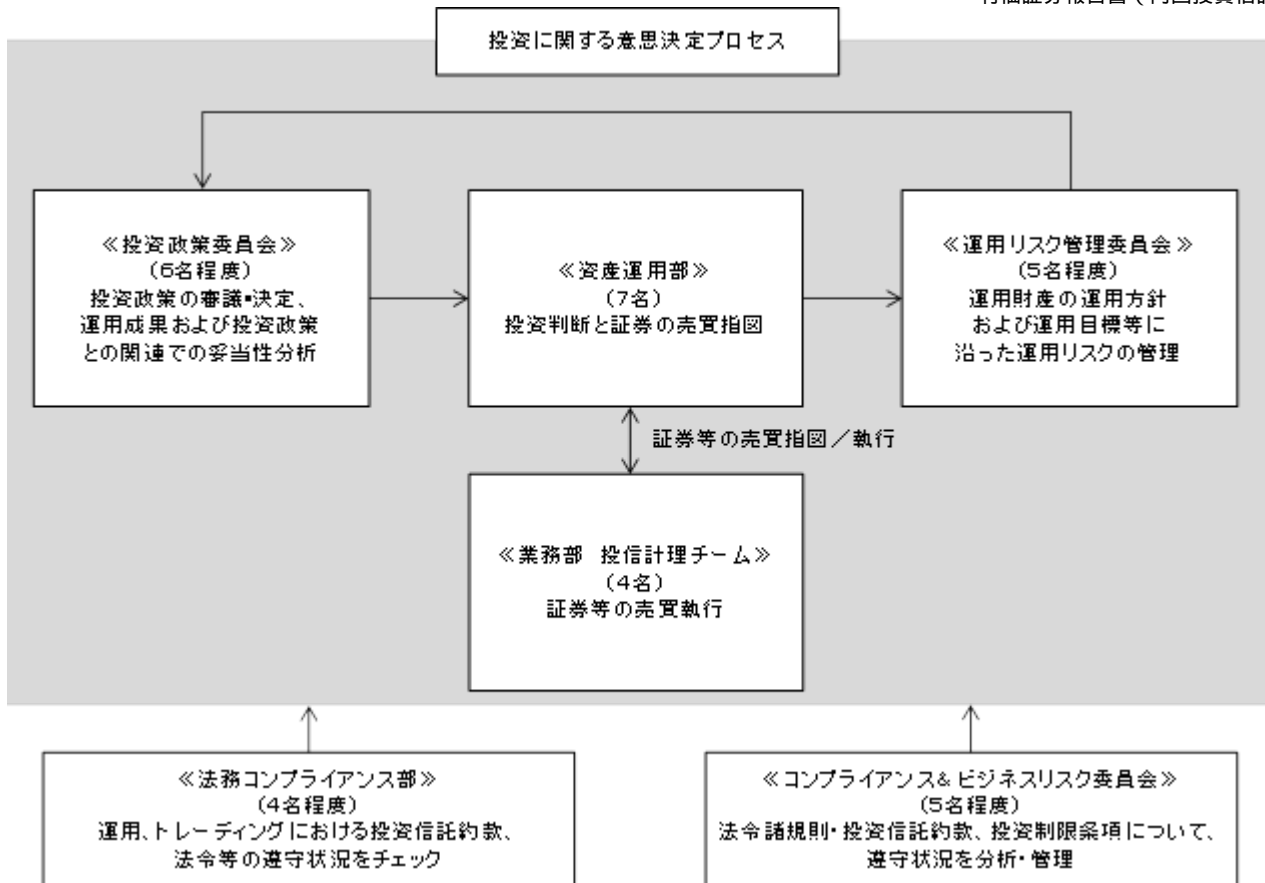 投資に関する意思決定プロセス
≪投資政策委員会≫
(6名程度)
投資政策の審議・決定、
運用成果および投資政策
との関連での妥当性分析
≪資産運用部≫
(7名)
投資判断と証券の売買指図
≪運用リスク管理委員会≫
(5名程度)
運用財産の運用方針
および運用目標等に
沿った運用リスクの管理
証券等の売買指図／執行
≪業務部 投信計理チーム≫
(4名)
証券等の売買執行
≪法務コンプライアンス部≫
(4名程度)
運用、トレーディングにおける投資信託約款、
法令等の遵守状況をチェック
≪コンプライアンス&ビジネスリスク委員会≫
(5名程度)
法令諸規則・投資信託約款、投資制限条項について、
遵守状況を分析・管理